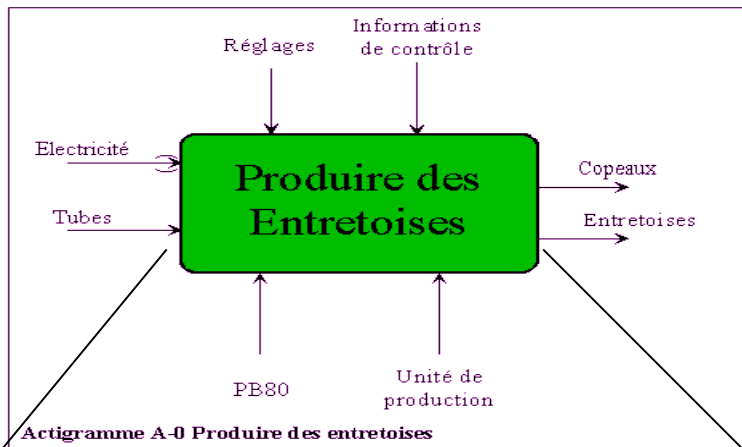 Informations
de contrôle
Réglages
Electricité
Tubes
Produire des
Entretoises
Copeaux
Entretoises
PB80
Unité de
production
Actigramme A-0 Produire des entretoises